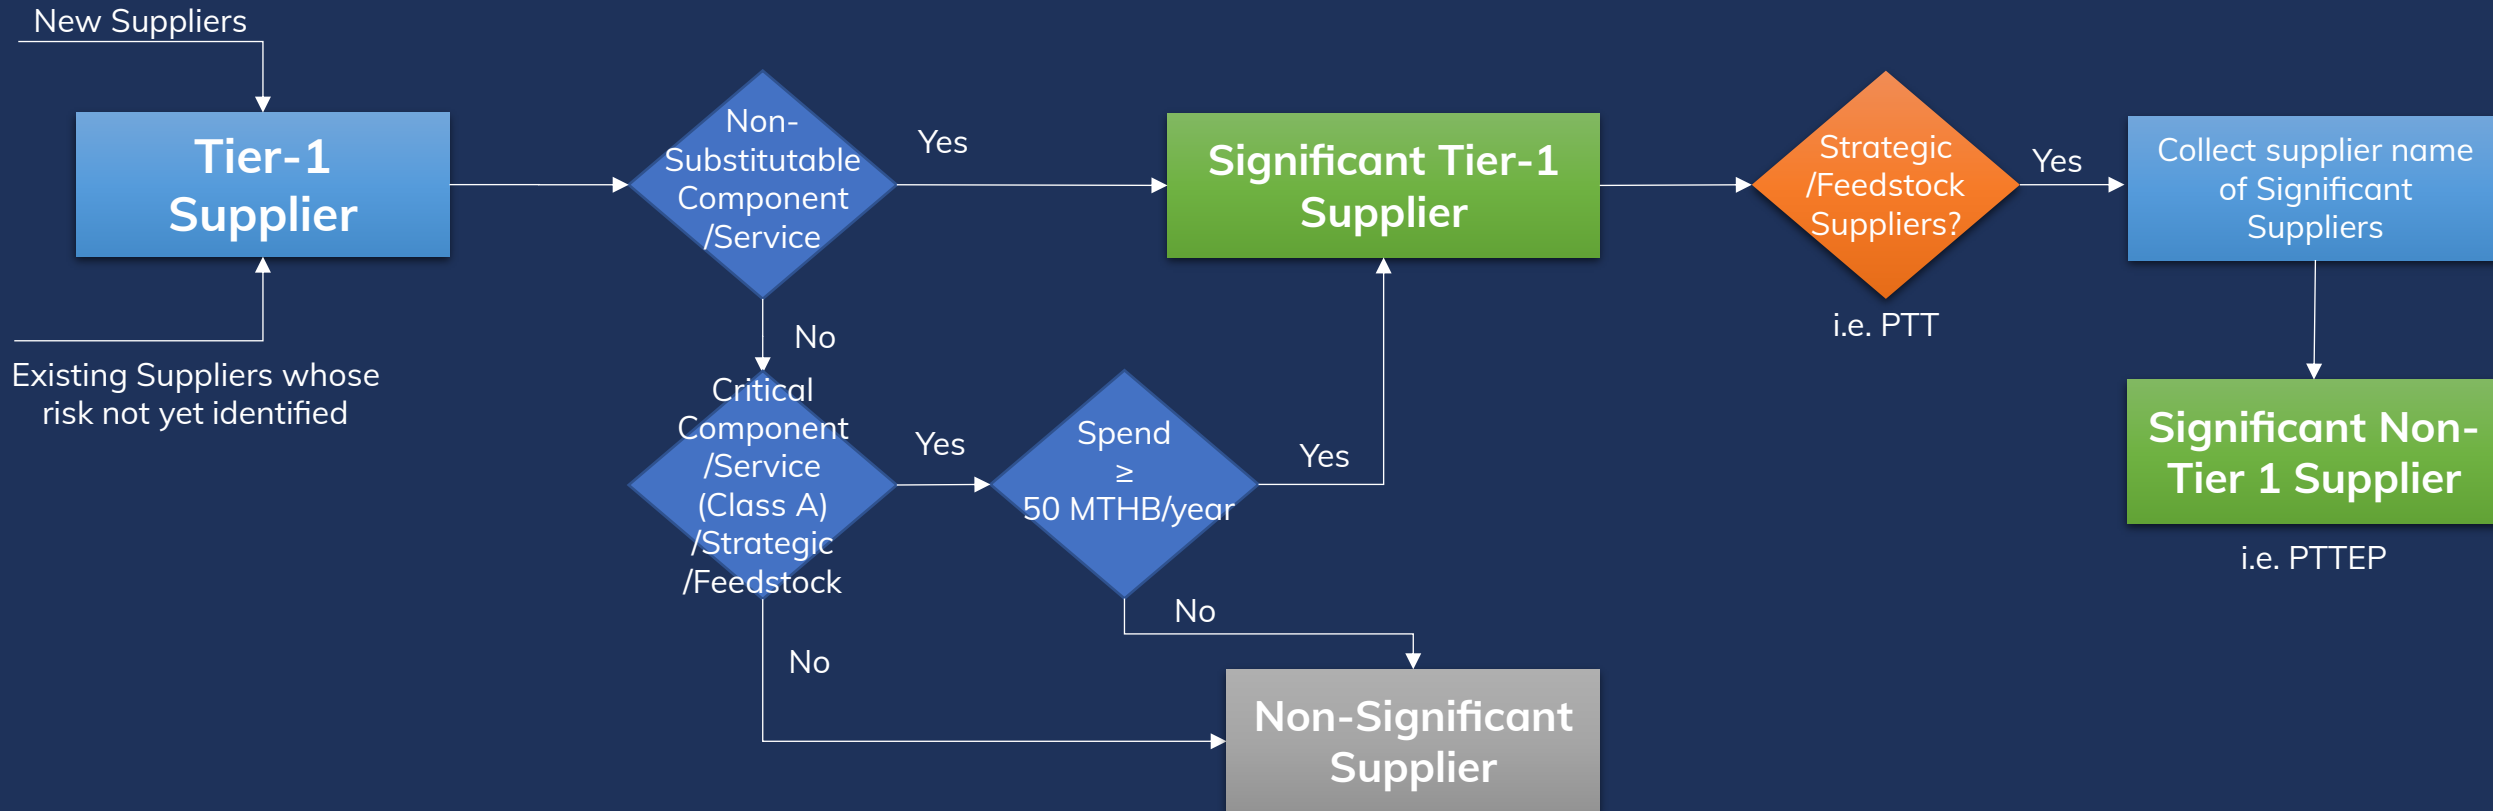 New Suppliers
Tier-1
Supplier
Existing Suppliers whose
risk not yet identified
Non-
Substitutable
Component
/Service
Yes
No
Critical
Component
/Service
(Class A)
/Strategic
/Feedstock
Yes
No
Spend
≥
50 MTHB/year
Yes
No
Significant Tier-1
Supplier
Non-Significant
Supplier
Strategic
/Feedstock
Suppliers?
i.e. PTT
Yes
Collect supplier name
of Significant
Suppliers
Significant Non-
Tier 1 Supplier
i.e. PTTEP